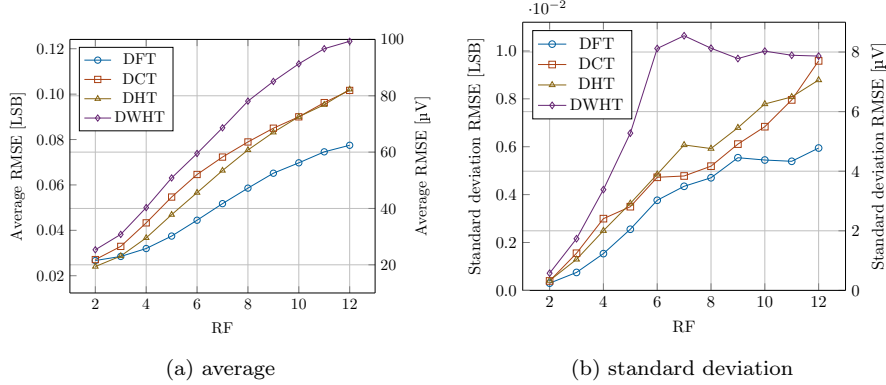 Average RMSE [LSB]
0.12
0.10
0.08
0.06
0.04
0.02
DFT
DCT
DHT
DWHT
100
80
60
40
20
Average RMSE [µV]
2 4 6 8 10 12
RF
(a) average
·10⁻²
Standard deviation RMSE [LSB]
1.0
0.8
0.6
0.4
0.2
0.0
DFT
DCT
DHT
DWHT
8
6
4
2
0
Standard deviation RMSE [µV]
2 4 6 8 10 12
RF
(b) standard deviation